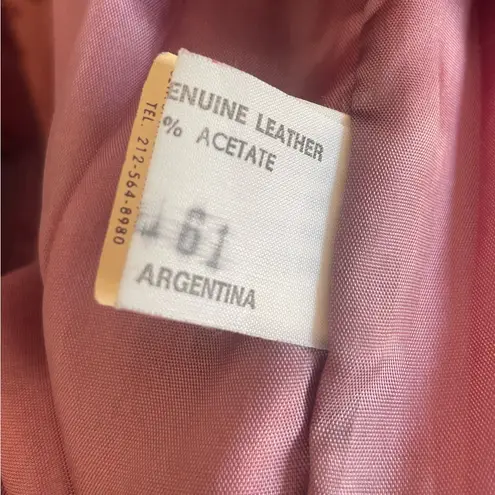 ENUINE LEATHER
% ACETATE
61
ARGENTINA
TEL. 212-564-8980